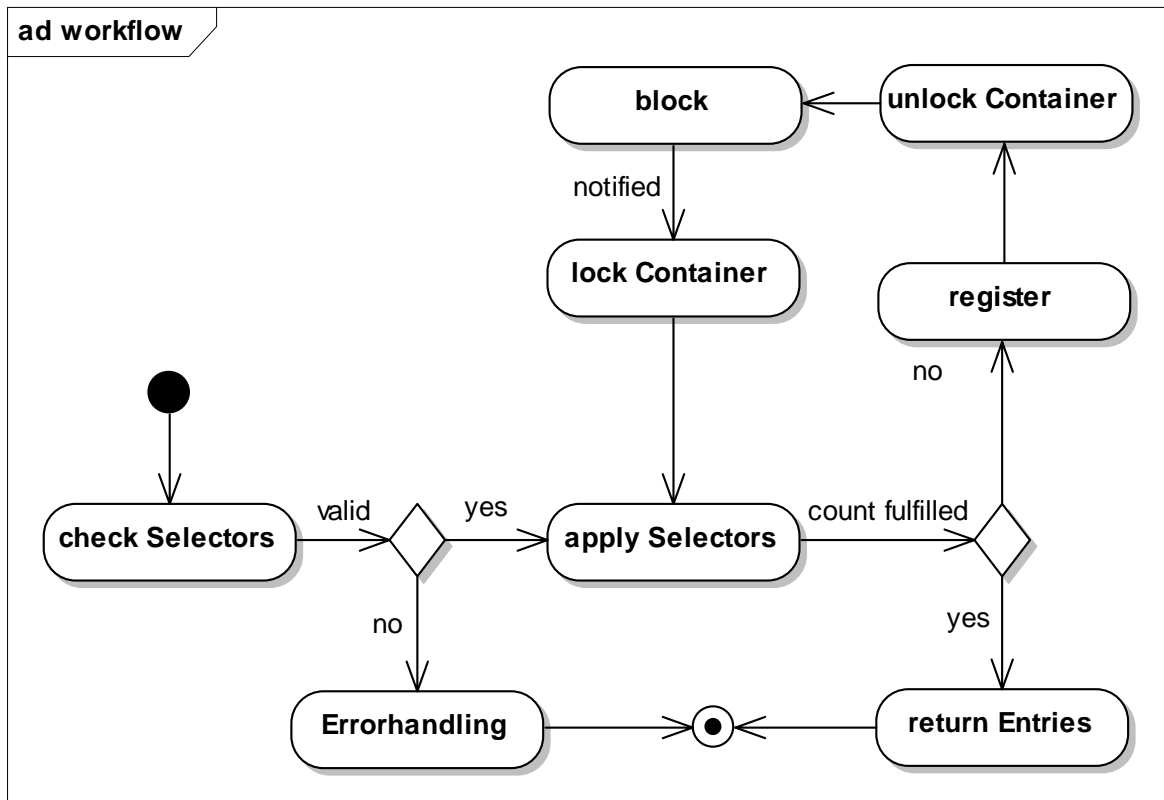 ad workflow
block
unlock Container
notified
lock Container
register
no
check Selectors
valid
yes
apply Selectors
count fulfilled
no
yes
Errorhandling
return Entries